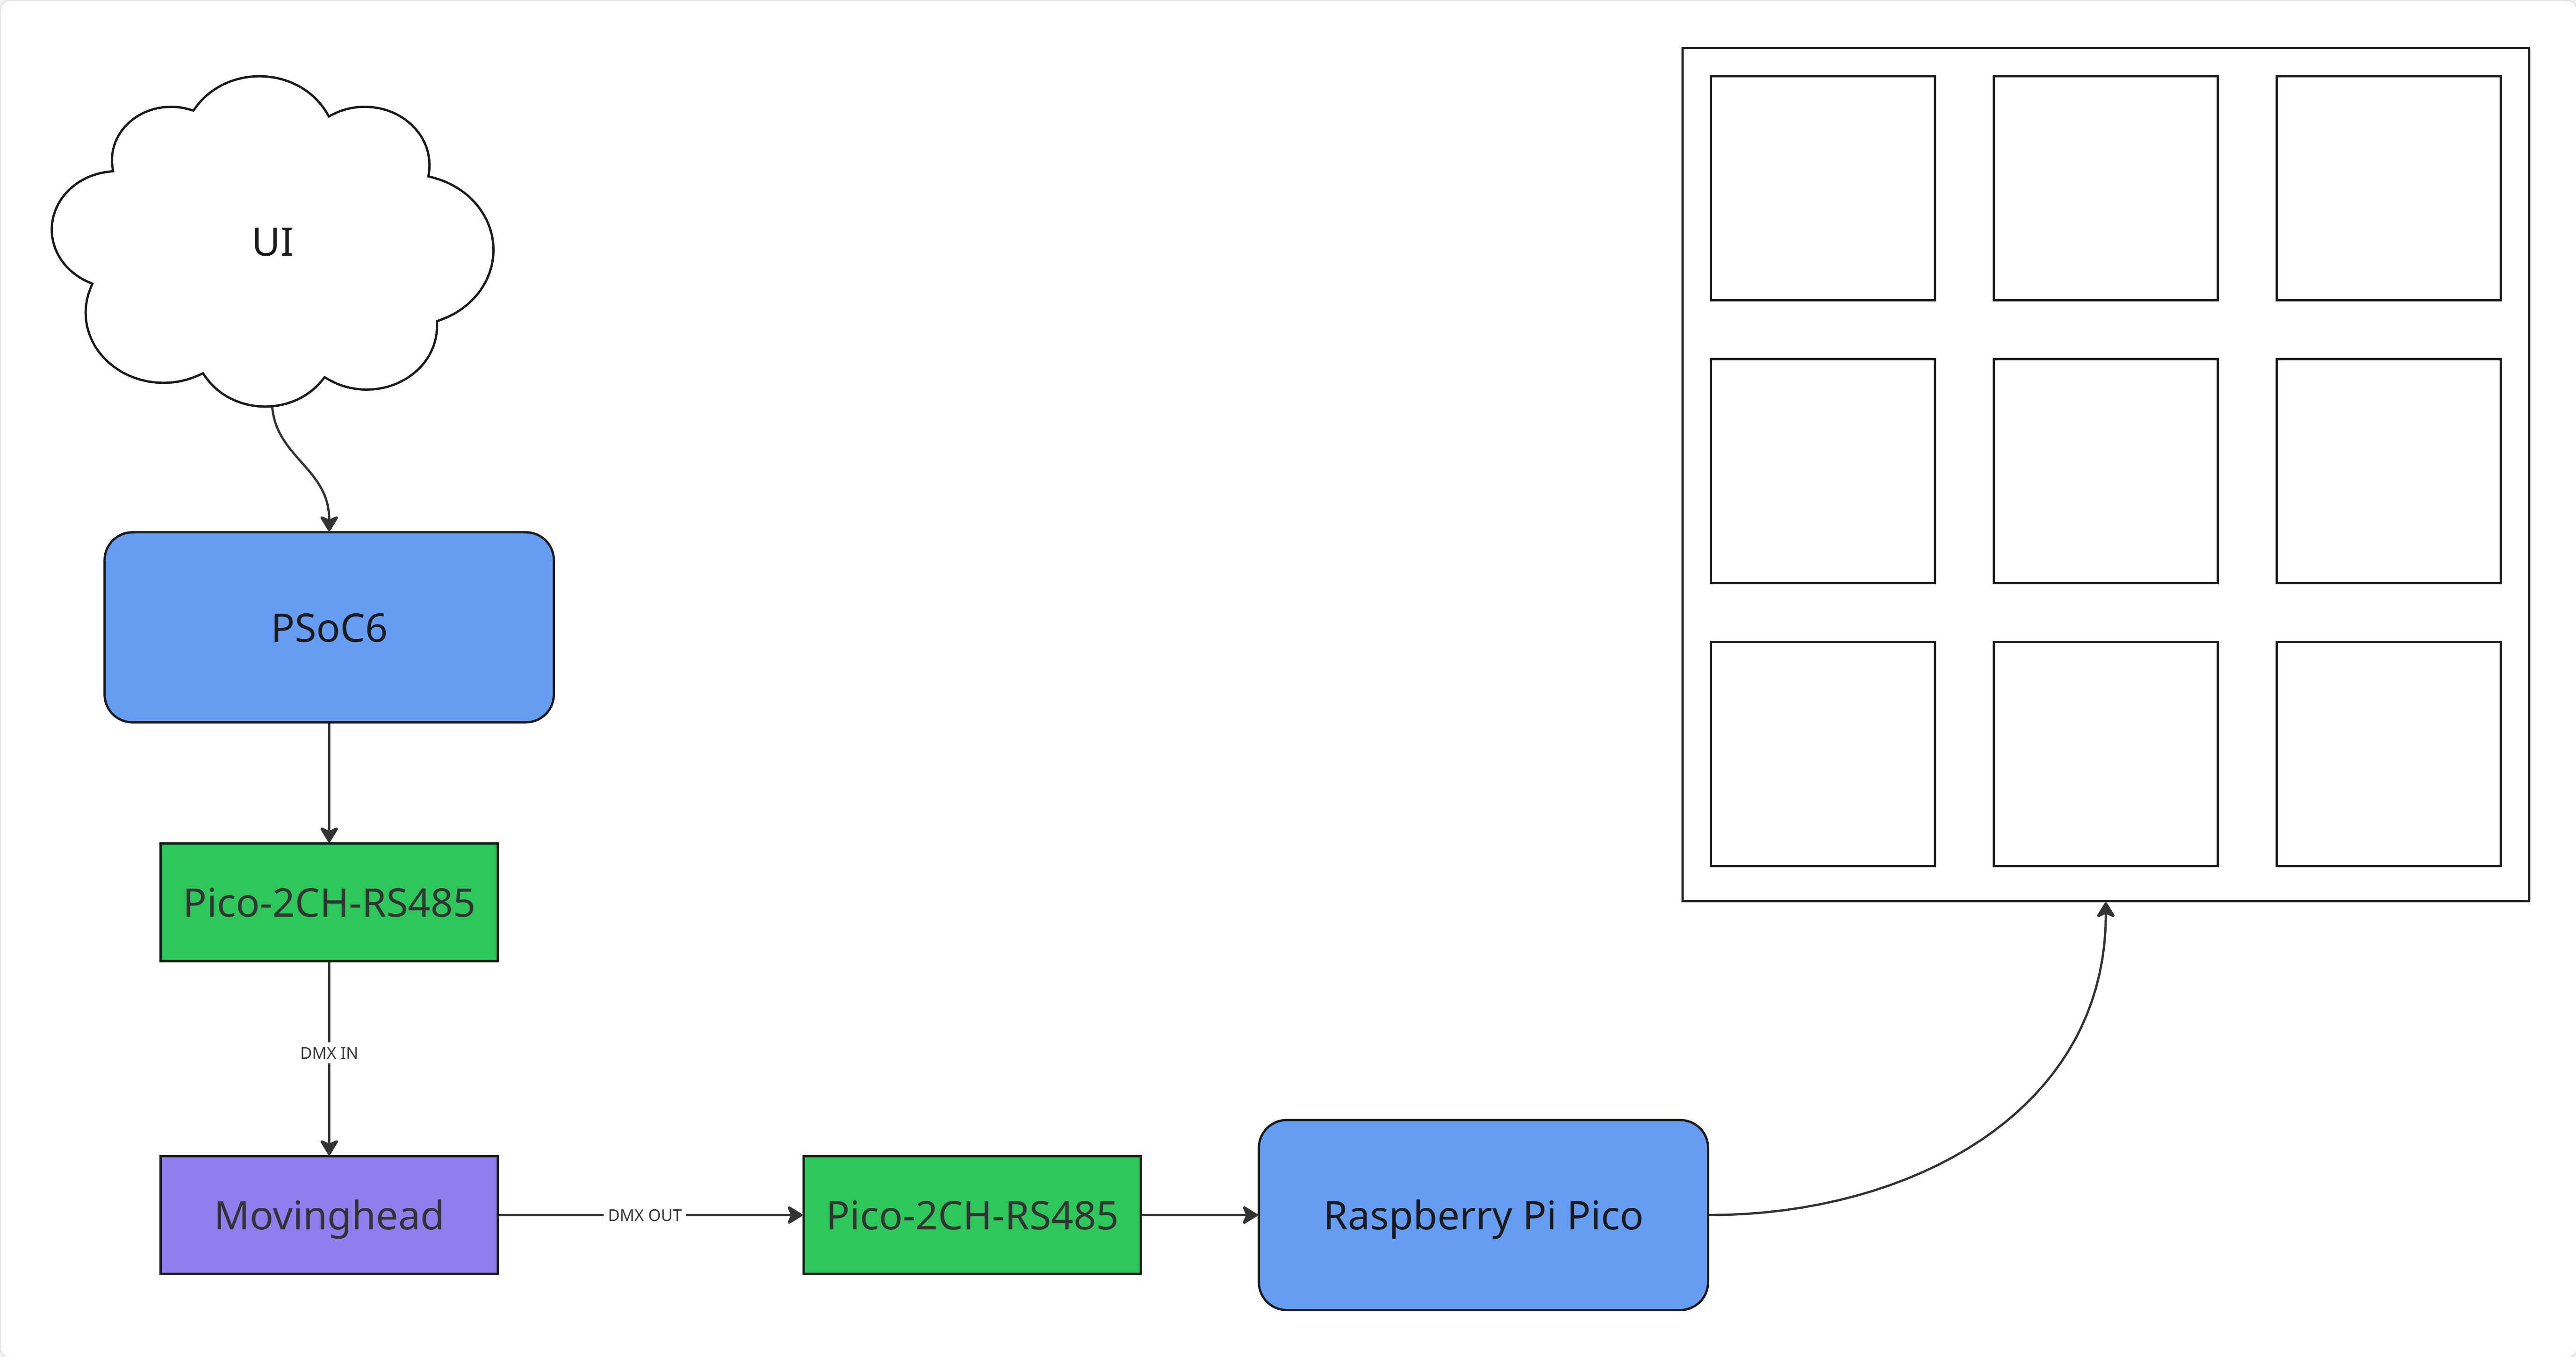 UI
PSoC6
Pico-2CH-RS485
DMX IN
Movinghead
DMX OUT
Pico-2CH-RS485
Raspberry Pi Pico